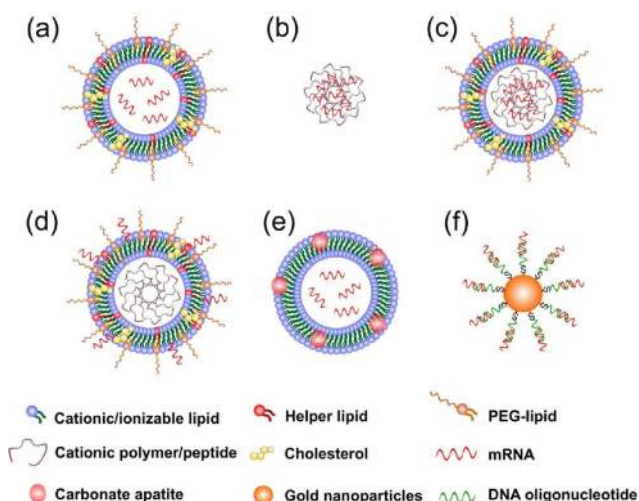 (a) (b) (c)
(d) (e) (f)
Cationic/ionizable lipid Helper lipid PEG-lipid
Cationic polymer/peptide Cholesterol mRNA
Carbonate apatite Gold nanoparticles DNA oligonucleotide